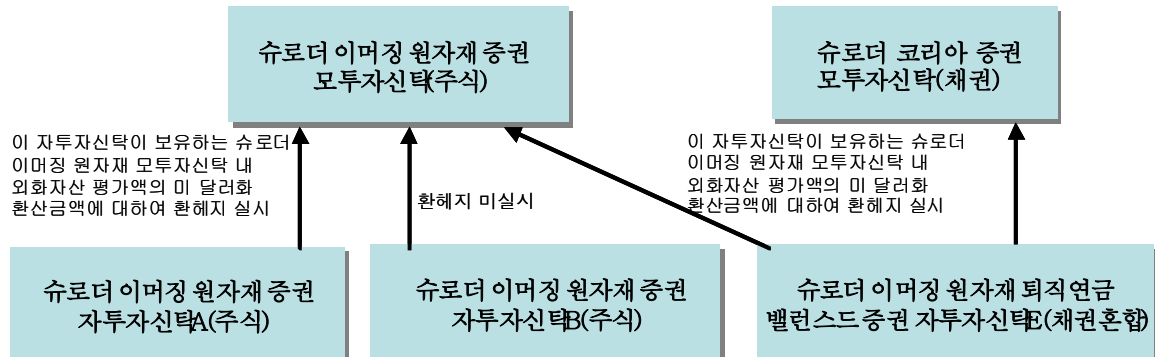 슈로더 이머징 원자재 증권
모투자신탁(주식)
슈로더 코리아 증권
모투자신탁(채권)
이 자투자신탁이 보유하는 슈로더
이머징 원자재 모투자신탁 내
외화자산 평가액의 미 달러화
환산금액에 대하여 환헤지 실시
환헤지 미실시
이 자투자신탁이 보유하는 슈로더
이머징 원자재 모투자신탁 내
외화자산 평가액의 미 달러화
환산금액에 대하여 환헤지 실시
슈로더 이머징 원자재 증권
자투자신탁A(주식)
슈로더 이머징 원자재 증권
자투자신탁B(주식)
슈로더 이머징 원자재 퇴직연금
밸런스드증권 자투자신탁E(채권혼합)